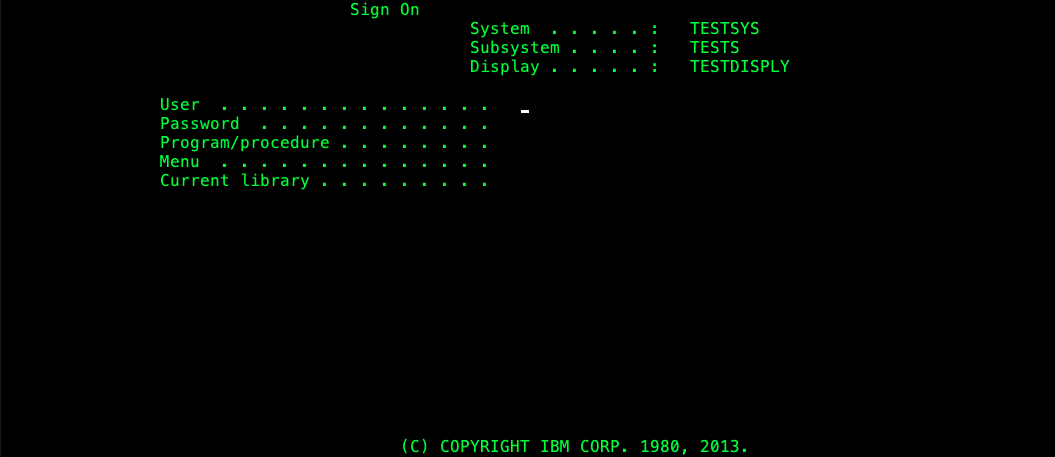 Sign On
System . . . . . : TESTSYS
Subsystem . . . . : TESTS
Display . . . . . : TESTDISPLY
User . . . . . . . . . . . . . .
Password . . . . . . . . . . . .
Program/procedure . . . . . . . .
Menu . . . . . . . . . . . . . .
Current library . . . . . . . . .
(C) COPYRIGHT IBM CORP. 1980, 2013.